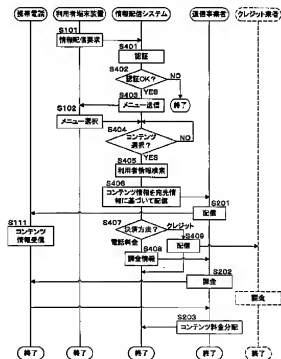 携帯電話
利用者端末装置
情報配信システム
通信事業者
クレジット業者
S101
情報配信要求
S401
認証
S402
認証OK?
NO
YES
終了
S403
メニュー送信
S102
メニュー選択
S404
コンテンツ
選択?
NO
YES
S405
利用者情報検索
S406
コンテンツ情報を宛先情
報に基づいて配信
S201
配信
S111
コンテンツ
情報受信
S407
決済方法?
クレジット
電話料金
S408
S409
課金情報
配信
S202
課金
課金
S203
コンテンツ料金分配
終了
終了
終了
終了
終了